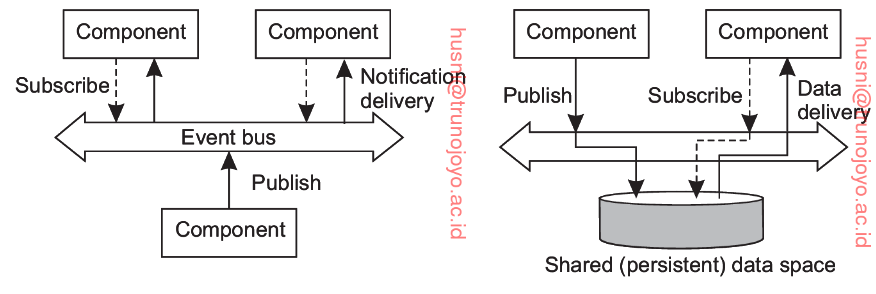 Component
Component
Subscribe
Notification
delivery
Event bus
Publish
Component
husni@trunojoyo.ac.id
Component
Component
Publish
Subscribe
Data
delivery
Shared (persistent) data space
husni@trunojoyo.ac.id